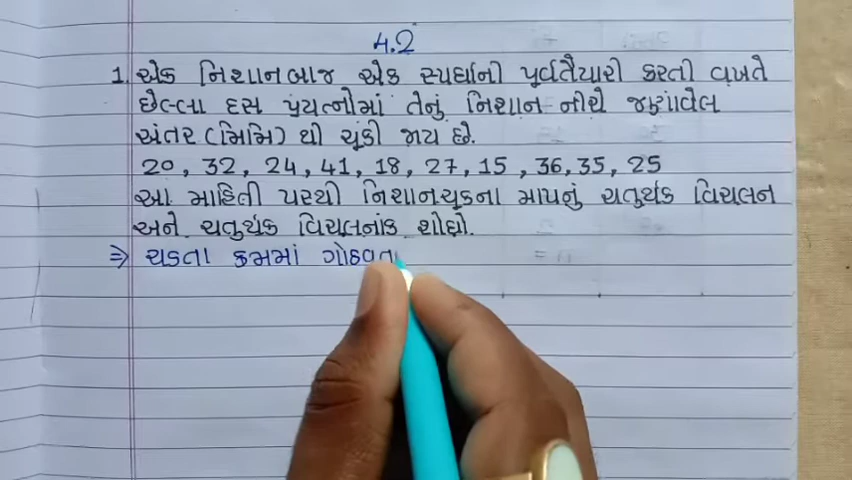 4.2
1. એક નિશાનબાજ એક સ્પર્ધાની પૂર્વતૈયારી કરતી વખતે
છેલ્લા દસ પ્રયત્નોમાં તેનું નિશાન નીચે જણાવેલ
અંતર (મિમિ) થી ચૂકી જાય છે.
20, 32, 24, 41, 18, 27, 15, 36, 35, 25
આ માહિતી પરથી નિશાનચૂકના માપનું ચતુર્થક વિચલન
અને ચતુર્થક વિચલનાંક શોધો.
⇒ ચડતા ક્રમમાં ગોઠવતા